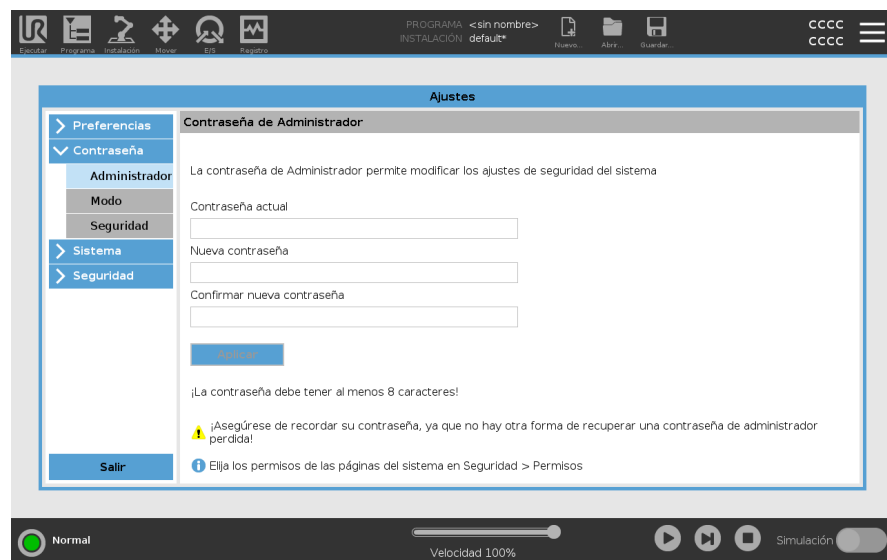 PROGRAMA <sin nombre>
INSTALACIÓN default*
UR
Ejecutar Programa Instalación Mover E/S Registro
Nuevo... Abrir... Guardar...
CCCC
CCCC
Ajustes
Preferencias
Contraseña
Administrador
Modo
Seguridad
Sistema
Seguridad
Salir
Contraseña de Administrador
La contraseña de Administrador permite modificar los ajustes de seguridad del sistema
Contraseña actual
Nueva contraseña
Confirmar nueva contraseña
Aplicar
¡La contraseña debe tener al menos 8 caracteres!
¡Asegúrese de recordar su contraseña, ya que no hay otra forma de recuperar una contraseña de administrador
perdida!
Elija los permisos de las páginas del sistema en Seguridad > Permisos
Normal
Velocidad 100%
Simulación